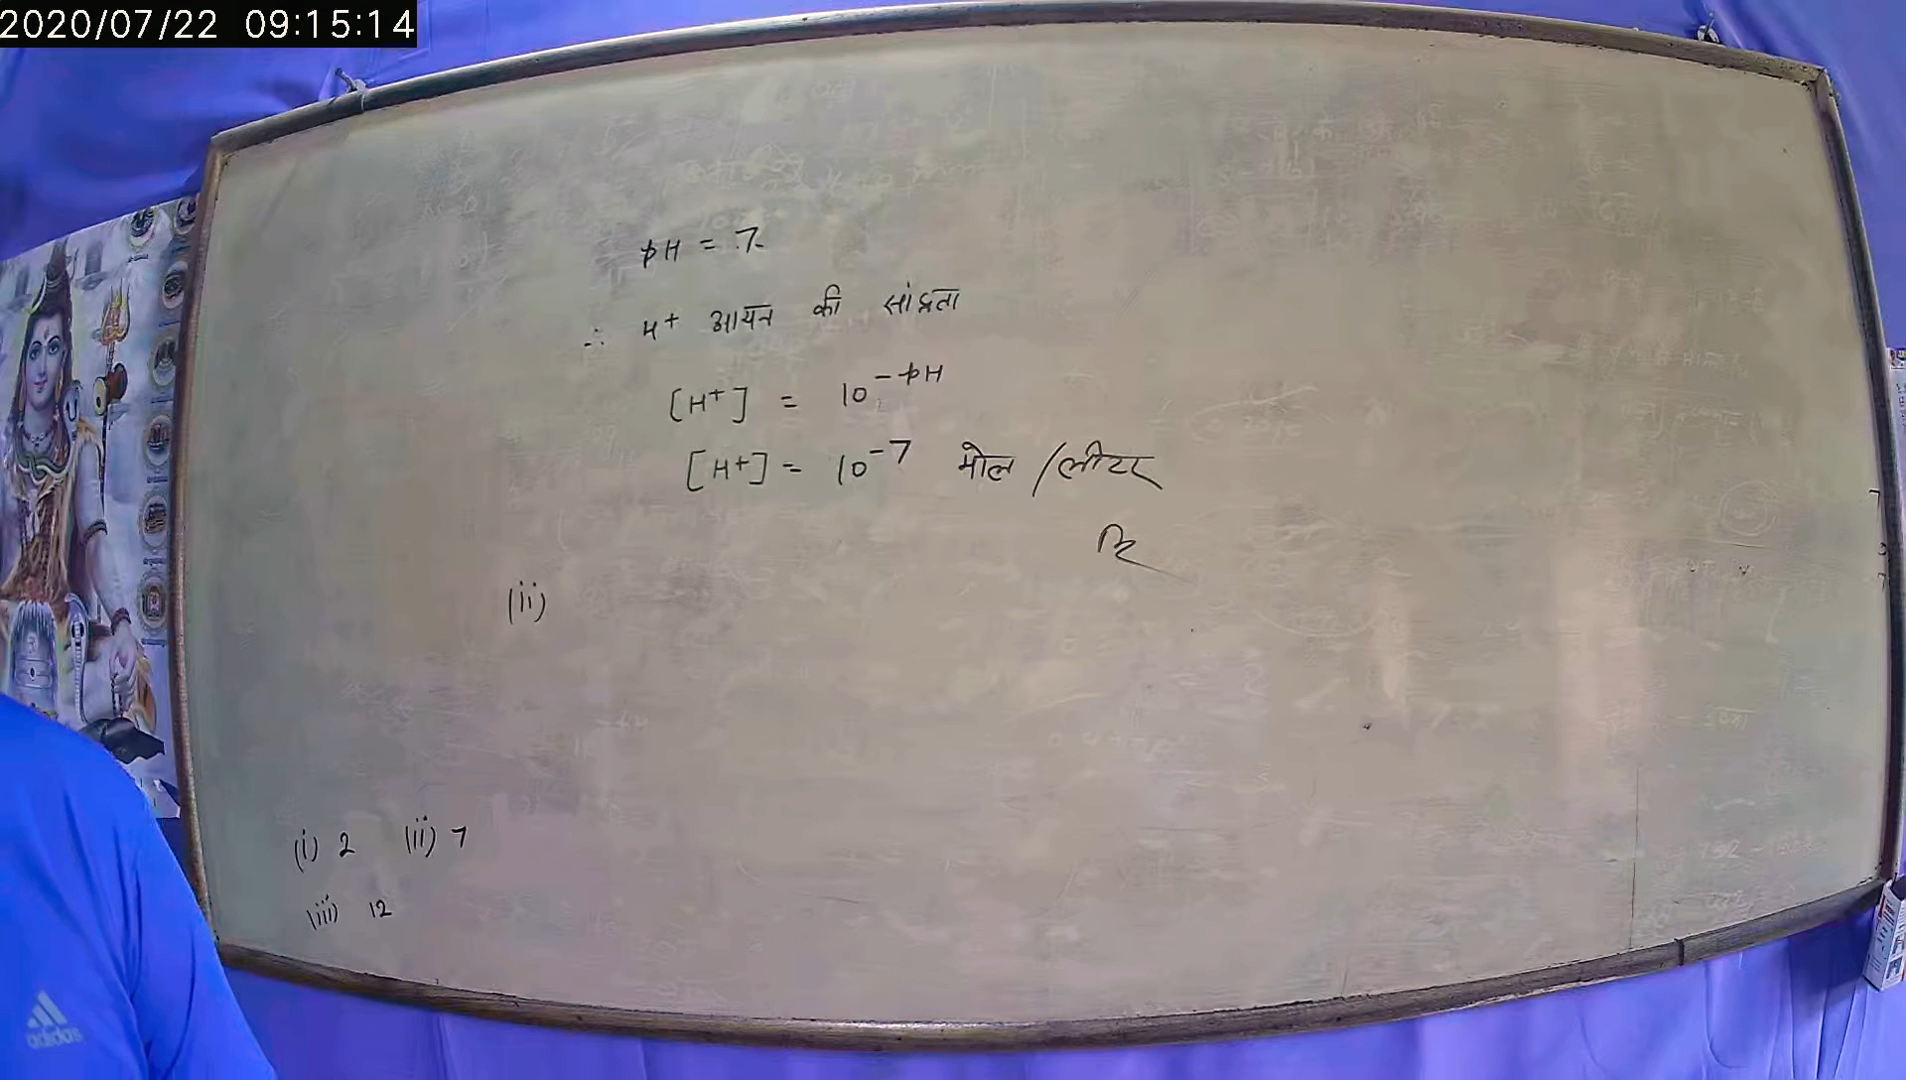 2020/07/22 09:15:14
pH = 7
∴ H+ आयन की सांद्रता
[H+] = 10^-pH
[H+] = 10^-7 मोल /लीटर
(ii)
(i) 2 (ii) 7
(iii) 12
adidas